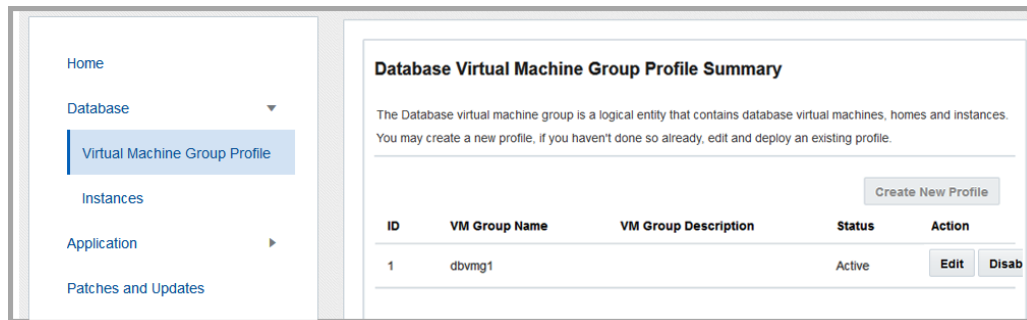 Home
Database
Virtual Machine Group Profile
Instances
Application
Patches and Updates
Database Virtual Machine Group Profile Summary
The Database virtual machine group is a logical entity that contains database virtual machines, homes and instances.
You may create a new profile, if you haven't done so already, edit and deploy an existing profile.
Create New Profile
ID VM Group Name VM Group Description Status Action
1 dbvmg1 Active Edit Disab